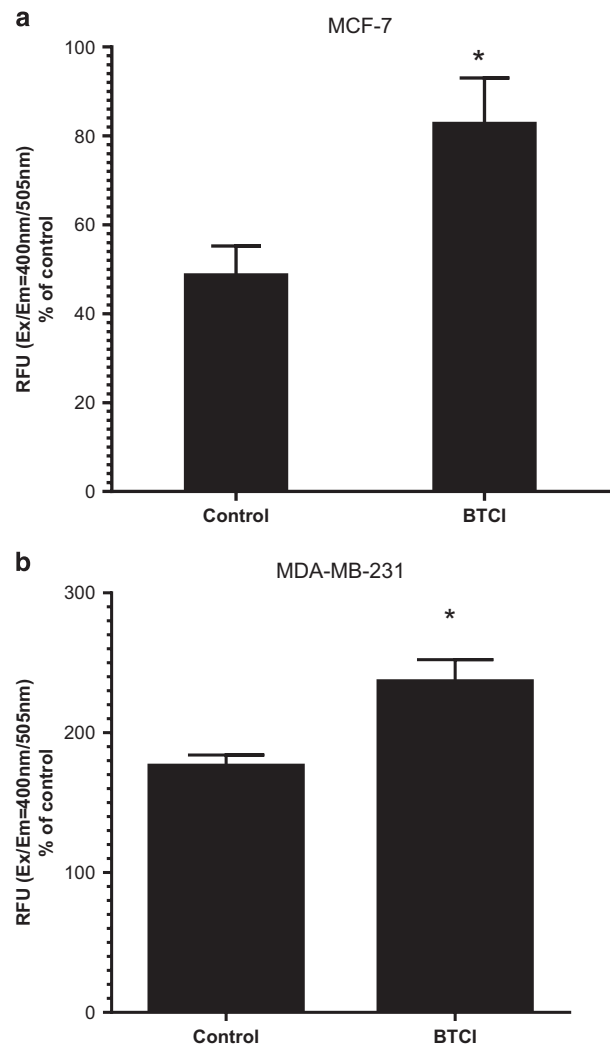 a
MCF-7
100
*
80
60
40
20
0
RFU (Ex/Em=400nm/505nm)
% of control
Control BTCI
b
MDA-MB-231
300
*
200
100
0
RFU (Ex/Em=400nm/505nm)
% of control
Control BTCI